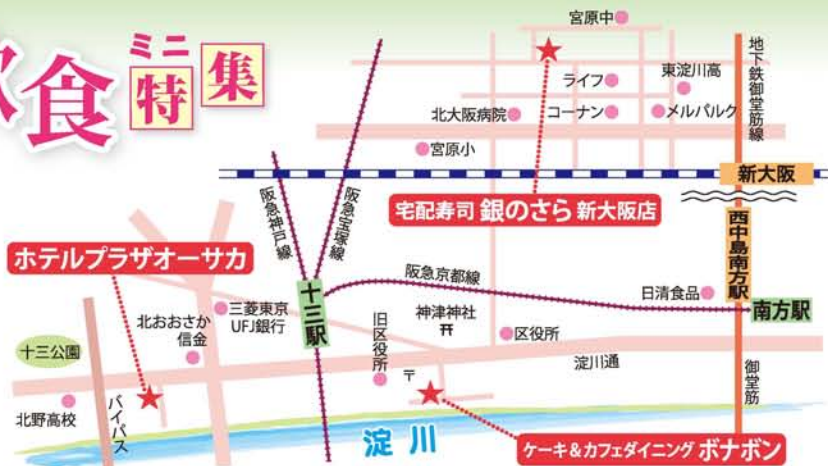 食
ミニ
特集
宮原中
地下鉄御堂筋線
東淀川高
ライフ
北大阪病院
コーナン
メルパルク
宮原小
新大阪
阪急神戸線
阪急宝塚線
宅配寿司 銀のさら 新大阪店
西中島南方駅
ホテルプラザオーサカ
阪急京都線
日清食品
南方駅
十三駅
三菱東京
UFJ銀行
北おおさか
信金
旧区役所
神津神社
区役所
十三公園
淀川通
御堂筋
〒
北野高校
バイパス
淀川
ケーキ&カフェダイニング ボナボン